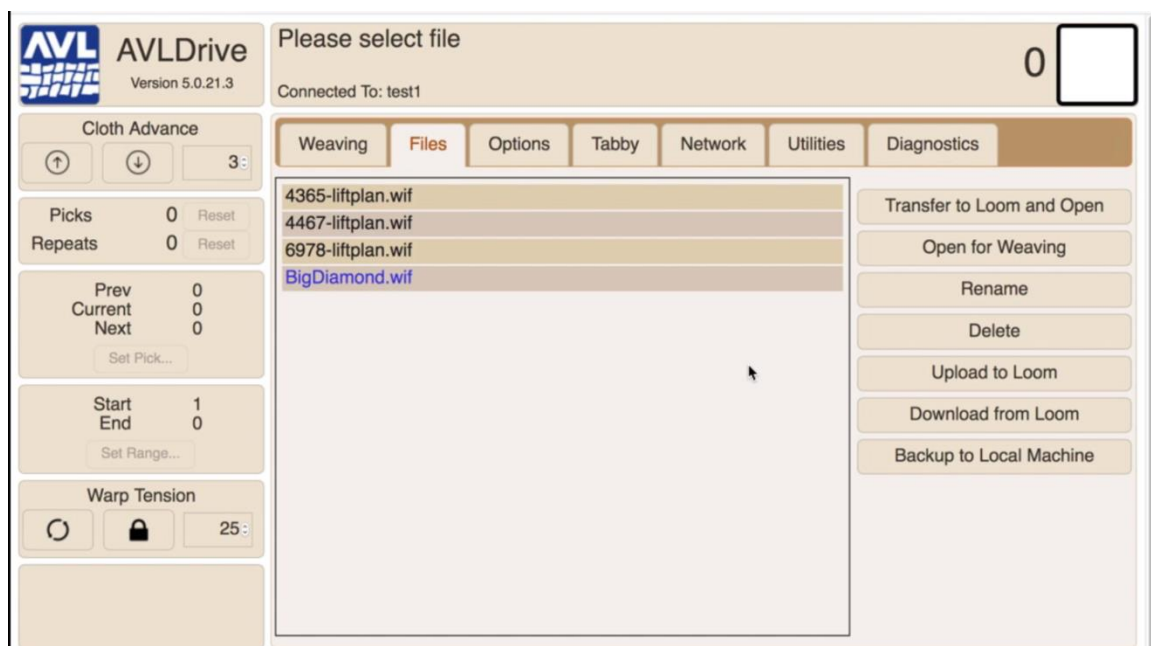 AVL
AVLDrive
Version 5.0.21.3
Please select file
Connected To: test1
0
Cloth Advance
3
Picks 0 Reset
Repeats 0 Reset
Prev 0
Current 0
Next 0
Set Pick...
Start 1
End 0
Set Range...
Warp Tension
25
Weaving Files Options Tabby Network Utilities Diagnostics
4365-liftplan.wif
4467-liftplan.wif
6978-liftplan.wif
BigDiamond.wif
Transfer to Loom and Open
Open for Weaving
Rename
Delete
Upload to Loom
Download from Loom
Backup to Local Machine